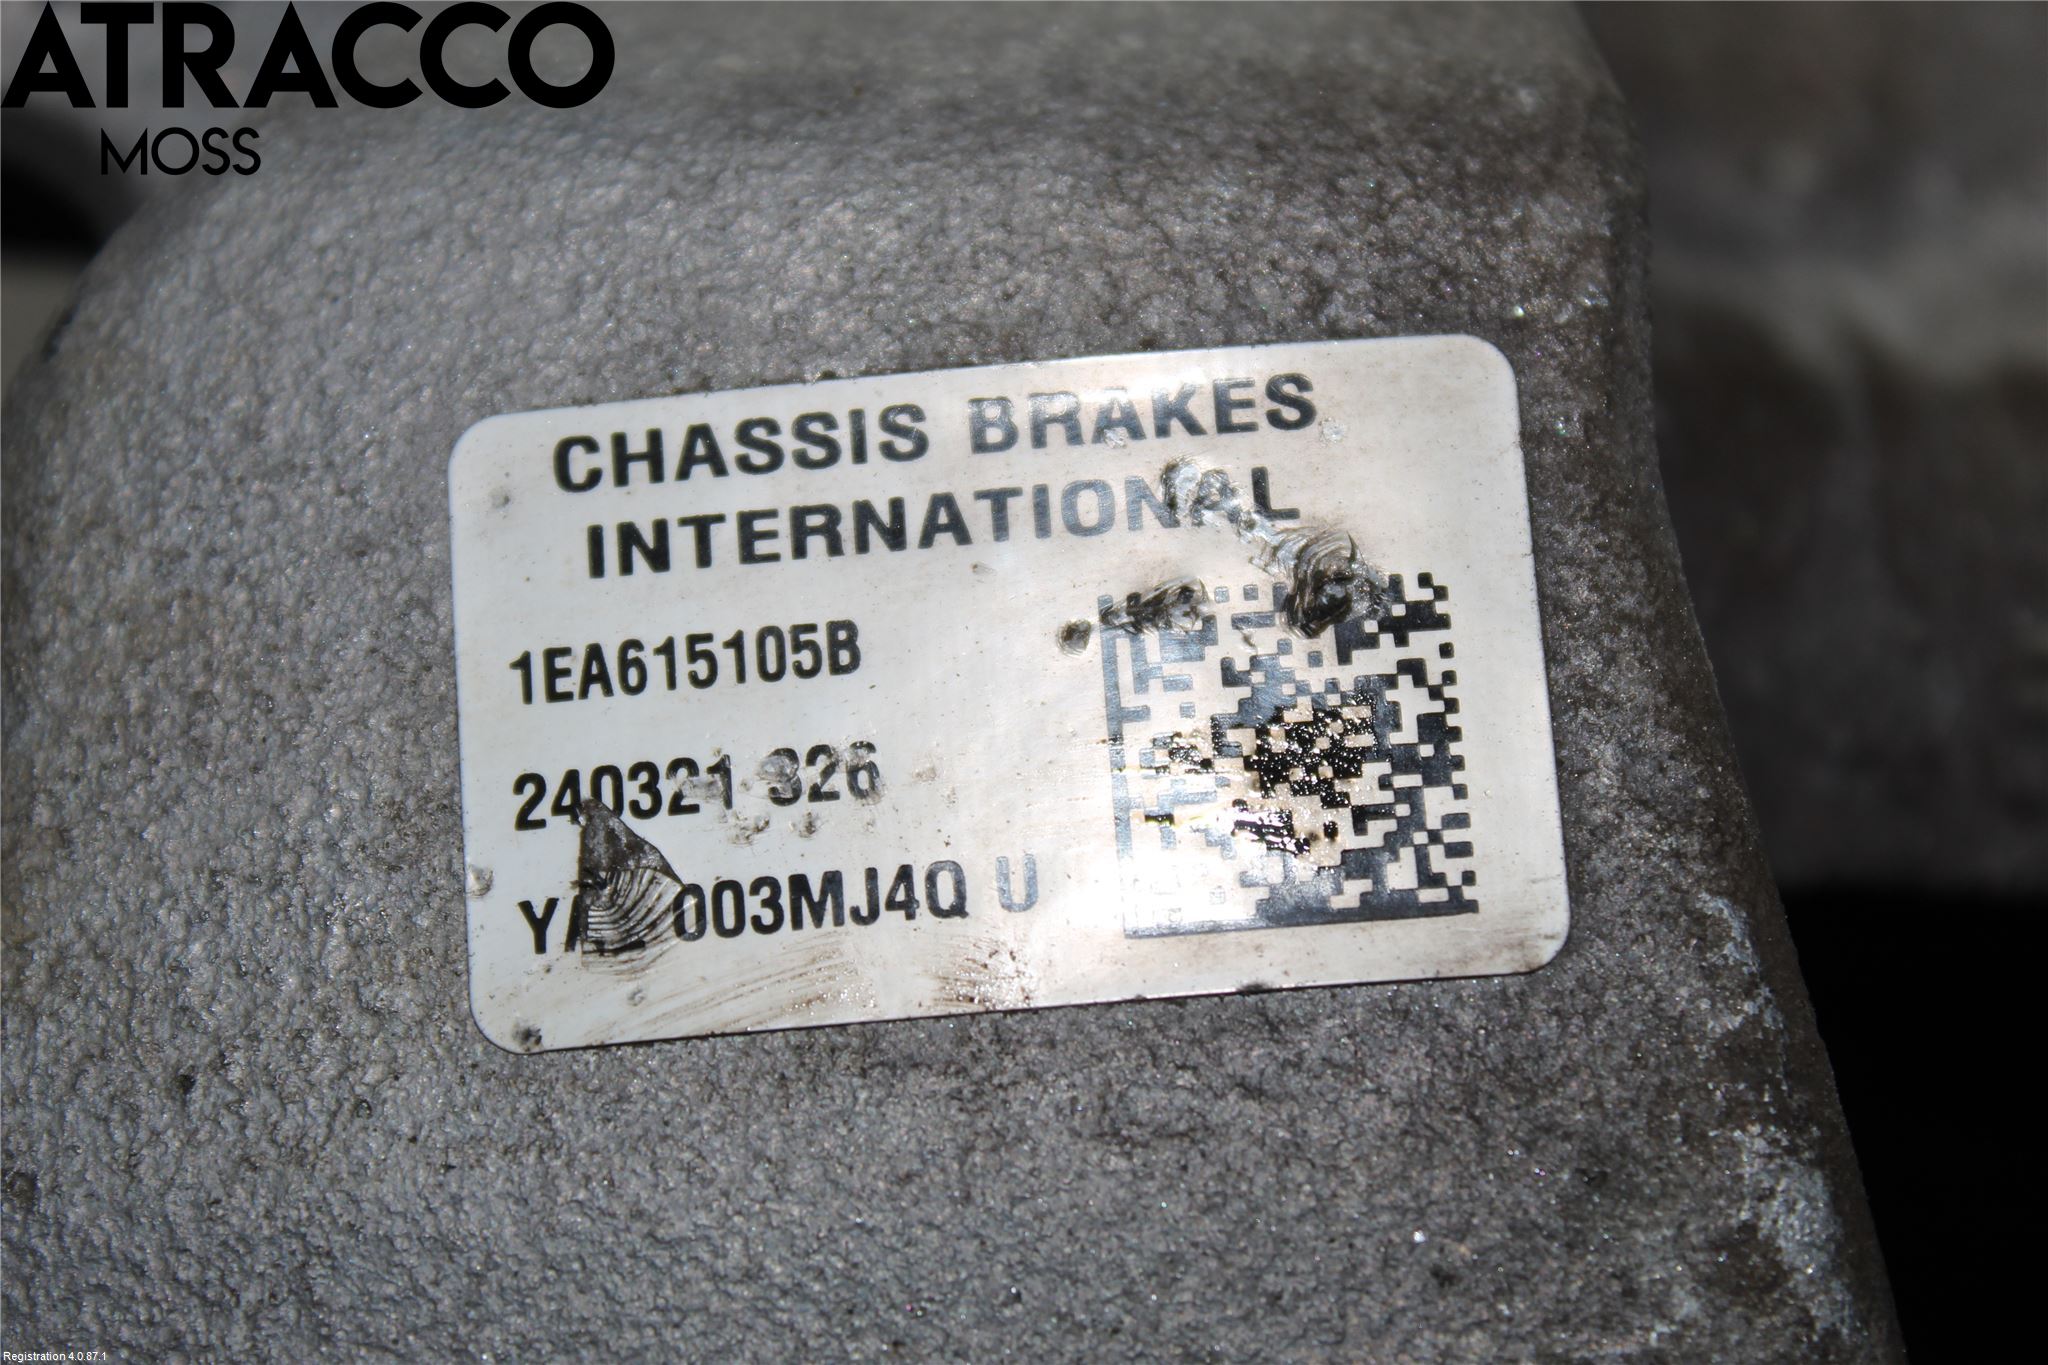 ATRACCO
MOSS
CHASSIS BRAKES
INTERNATIONAL
1EA615105B
240321 326
003MJ4Q U
Registration 4.0.87.1